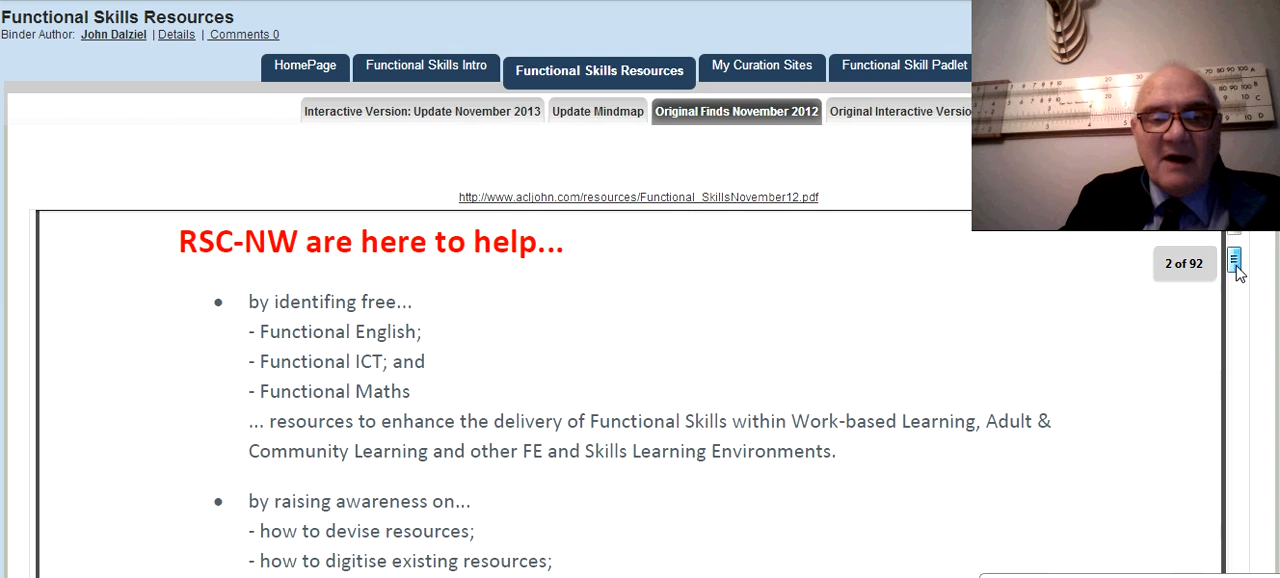 Functional Skills Resources
Binder Author: John Dalziel | Details | Comments 0
HomePage Functional Skills Intro Functional Skills Resources My Curation Sites Functional Skill Padlet
Interactive Version: Update November 2013 Update Mindmap Original Finds November 2012 Original Interactive Versio
http://www.acljohn.com/resources/Functional_SkillsNovember12.pdf
RSC-NW are here to help...
2 of 92
• by identifing free...
- Functional English;
- Functional ICT; and
- Functional Maths
... resources to enhance the delivery of Functional Skills within Work-based Learning, Adult &
Community Learning and other FE and Skills Learning Environments.
• by raising awareness on...
- how to devise resources;
- how to digitise existing resources;